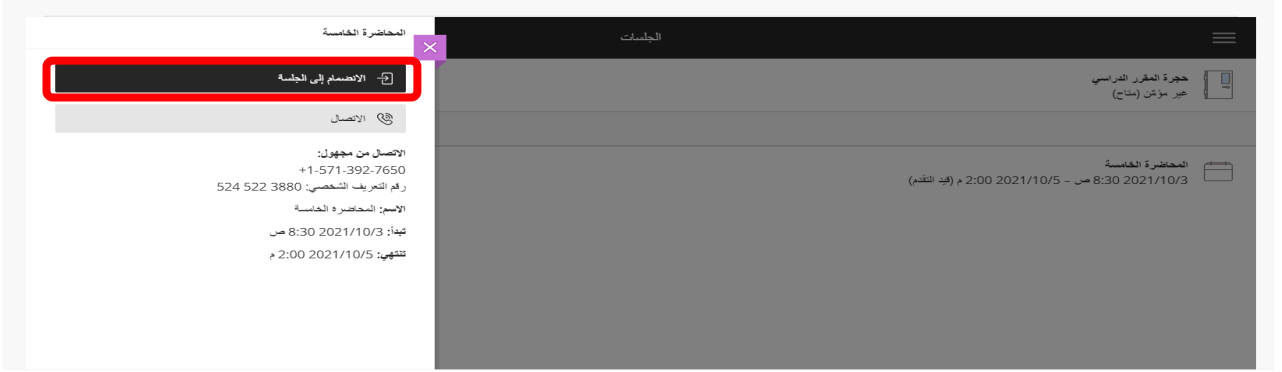 الجلسات
حجرة المقرر الدراسي
غير مؤمّن (متاح)
المحاضرة الخامسة
2021/10/3 8:30 ص – 2021/10/5 2:00 م (قيد التقدم)
المحاضرة الخامسة
الانضمام إلى الجلسة
الاتصال
الاتصال من مجهول:
+1-571-392-7650
رقم التعريف الشخصي: 3880 522 524
الاسم: المحاضره الخامسة
تبدأ: 2021/10/3 8:30 ص
تنتهي: 2021/10/5 2:00 م